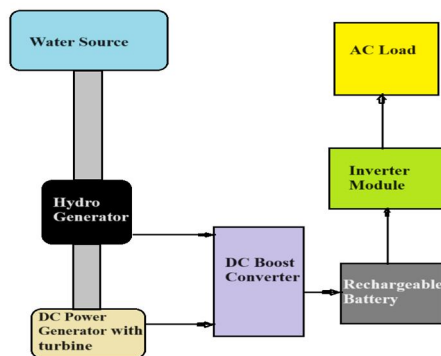 Water Source
AC Load
Inverter
Module
Hydro
Generator
DC Boost
Converter
Rechargeable
Battery
DC Power
Generator with
turbine